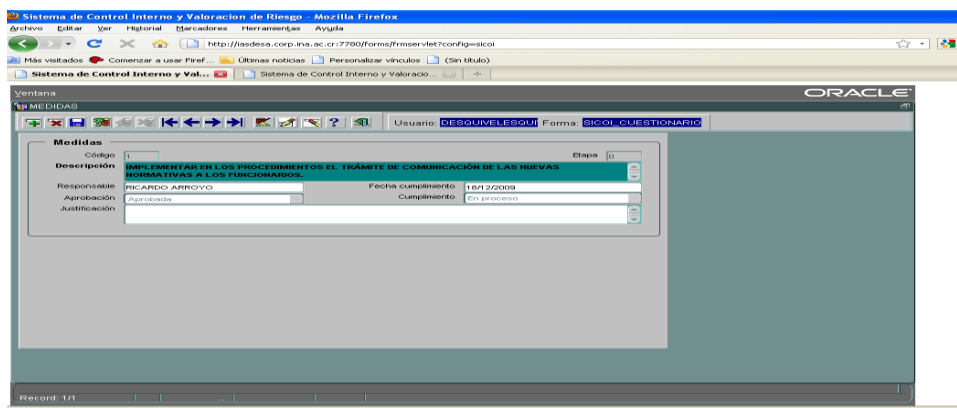 Sistema de Control Interno y Valoracion de Riesgo - Mozilla Firefox
Archivo Editar Ver Historial Marcadores Herramientas Ayuda
http://iasdesa.corp.ina.ac.cr:7780/forms/frmservlet?config=sicoi
Más visitados Comenzar a usar Firef... Últimas noticias Personalizar vínculos (Sin título)
Sistema de Control Interno y Val... Sistema de Control Interno y Valoracio...
Ventana ORACLE
MEDIDAS
Usuario: DESQUIVELESQUI Forma: SICOI_CUESTIONARIO
Medidas
Código 1 Etapa 0
Descripción IMPLEMENTAR EN LOS PROCEDIMIENTOS EL TRÁMITE DE COMUNICACIÓN DE LAS NUEVAS
NORMATIVAS A LOS FUNCIONARIOS.
Responsable RICARDO ARROYO Fecha cumplimiento 18/12/2009
Aprobación Aprobada Cumplimiento En proceso
Justificación
Record: 1/1 ...